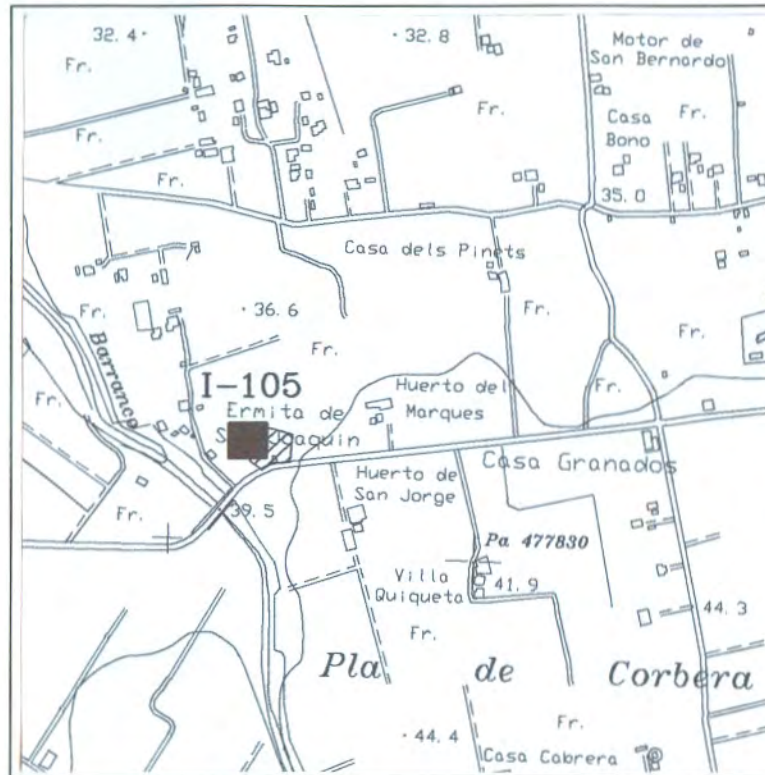 32.4
32.8
Motor de
San Bernardo
Fr.
Fr.
Casa
Bono
Fr.
Fr.
Fr.
35.0
Casa dels Pinets
Fr.
36.6
Fr.
Fr.
Fr.
Barranco
I-105
Huerto del
Marques
Fr.
Fr.
Ermita de
Casa Granados
Huerto de
San Jorge
Fr.
39.5
Pa 477830
Villa
Quiqueta
41.9
44.3
Fr.
Pla de Corbera
Fr.
44.4
Casa Cabrera